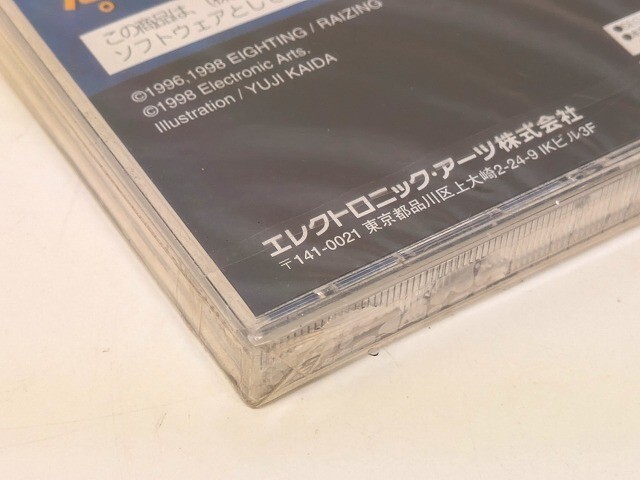 この商品は、
ソフトウェアとしを
©1996,1998 EIGHTING / RAIZING
©1998 Electronic Arts.
Illustration / YUJI KAIDA
エレクトロニック・アーツ株式会社
〒141-0021 東京都品川区上大崎2-24-9 IKビル3F